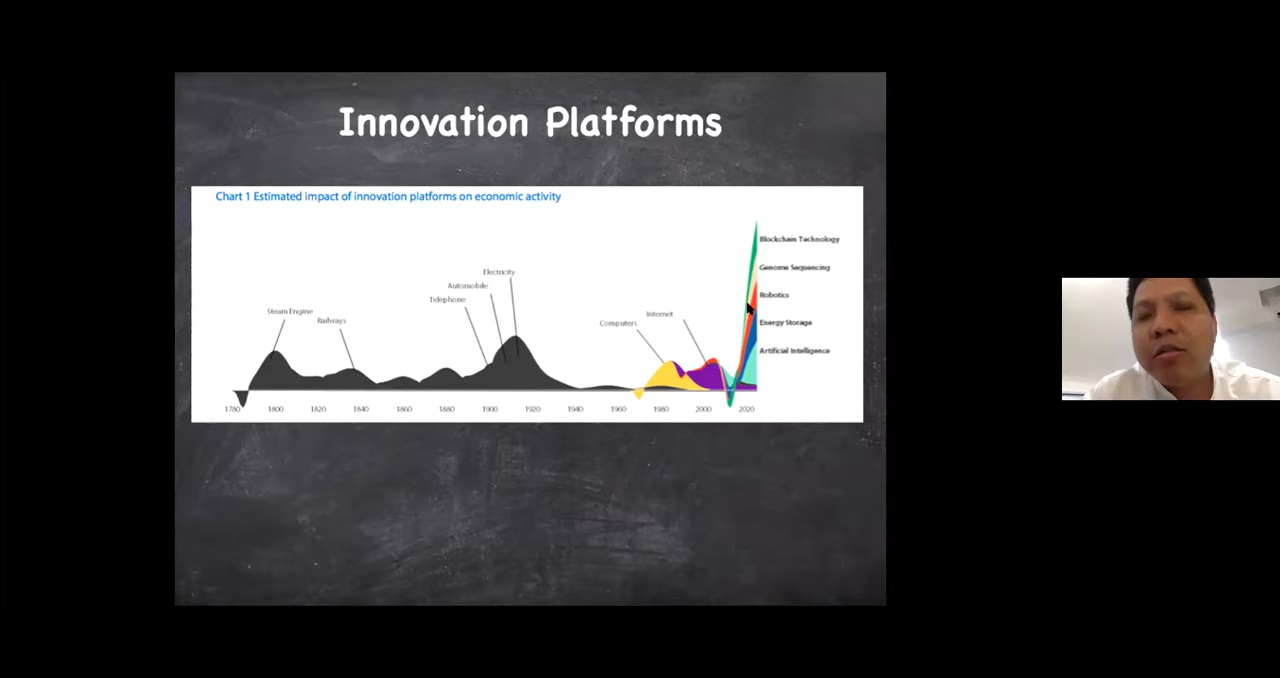 Innovation Platforms
Chart 1 Estimated impact of innovation platforms on economic activity
Blockchain Technology
Genome Sequencing
Electricity
Automobile
Robotics
Telephone
Steam Engine
Railways
Internet
Computers
Energy Storage
Artificial Intelligence
1780 1800 1820 1840 1860 1880 1900 1920 1940 1960 1980 2000 2020